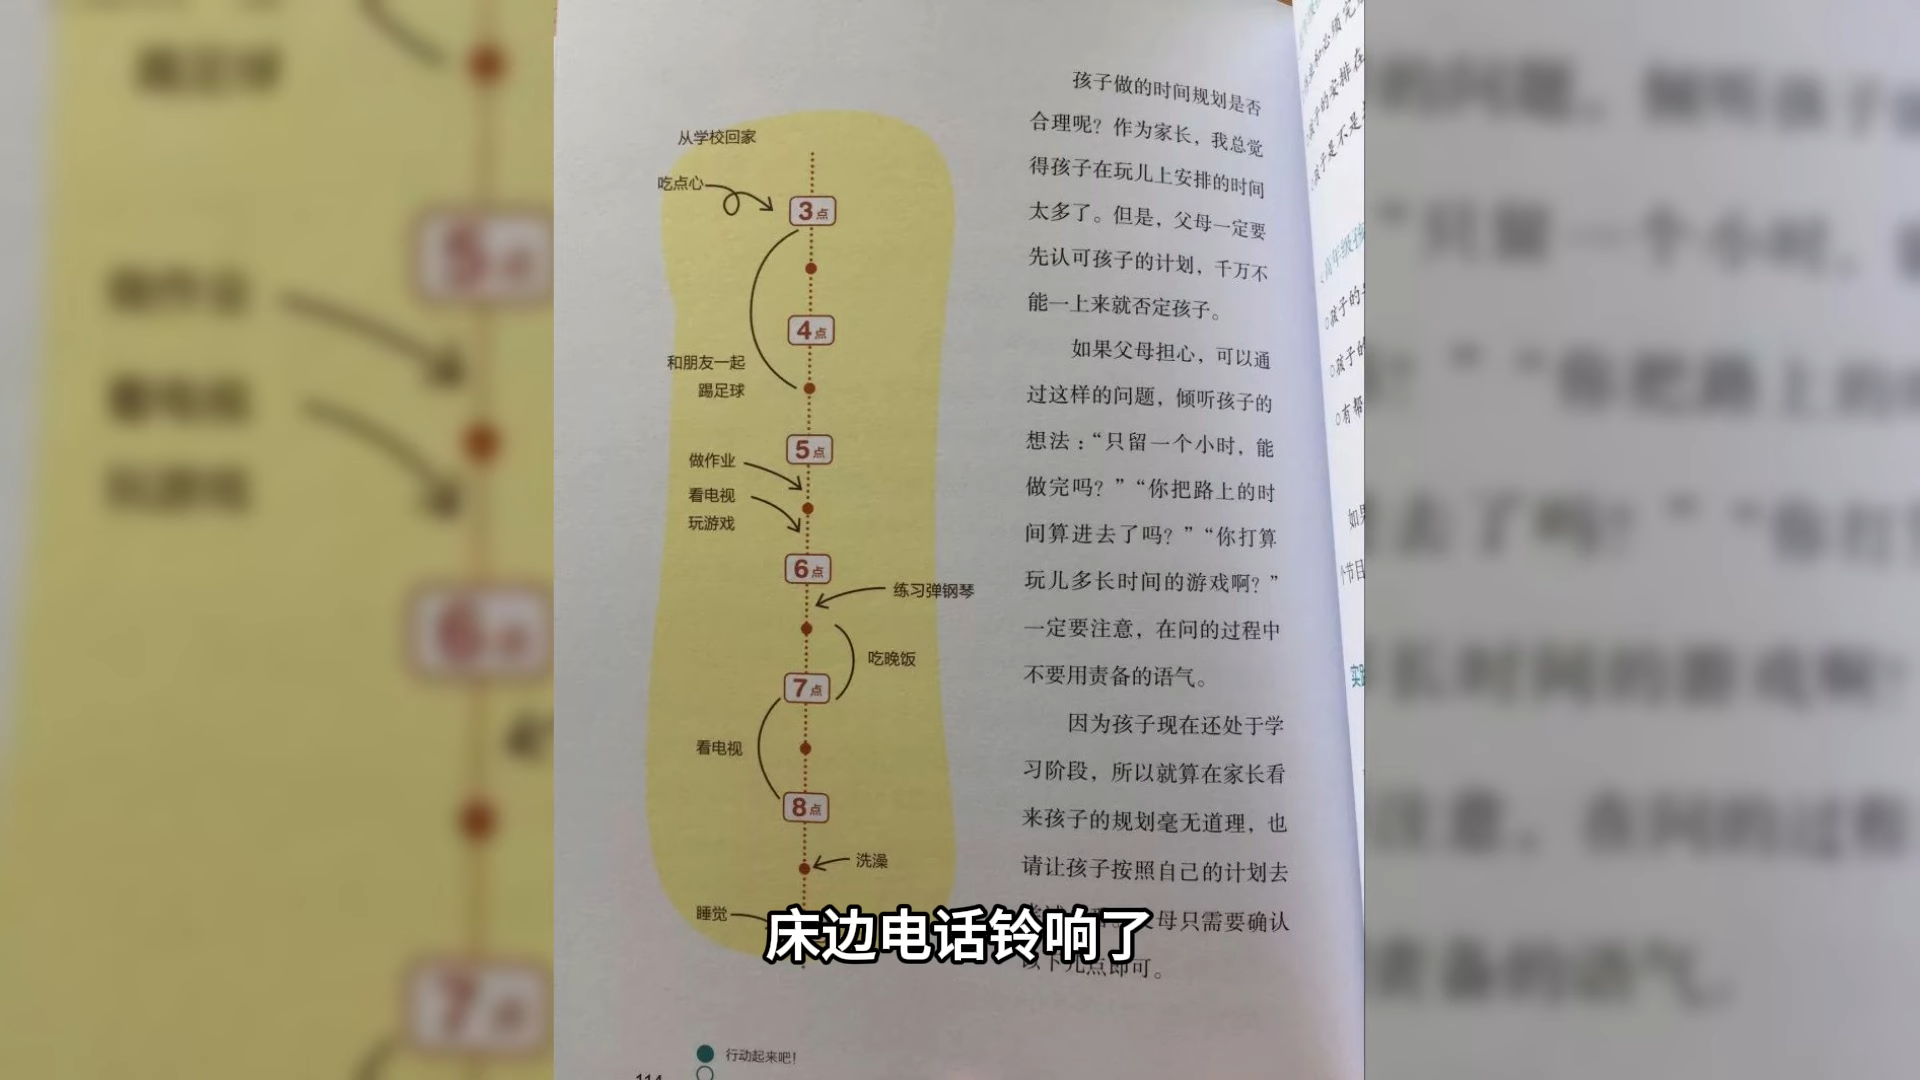 从学校回家
吃点心
3点
4点
和朋友一起
踢足球
5点
做作业
看电视
玩游戏
6点
练习弹钢琴
吃晚饭
7点
看电视
8点
洗澡
睡觉
孩子做的时间规划是否
合理呢？作为家长，我总觉
得孩子在玩儿上安排的时间
太多了。但是，父母一定要
先认可孩子的计划，千万不
能一上来就否定孩子。
如果父母担心，可以通
过这样的问题，倾听孩子的
想法：“只留一个小时，能
做完吗？”“你把路上的时
间算进去了吗？”“你打算
玩儿多长时间的游戏啊？”
一定要注意，在问的过程中
不要用责备的语气。
因为孩子现在还处于学
习阶段，所以就算在家长看
来孩子的规划毫无道理，也
请让孩子按照自己的计划去
母只需要确认
以下几点即可。
床边电话铃响了
行动起来吧！
114